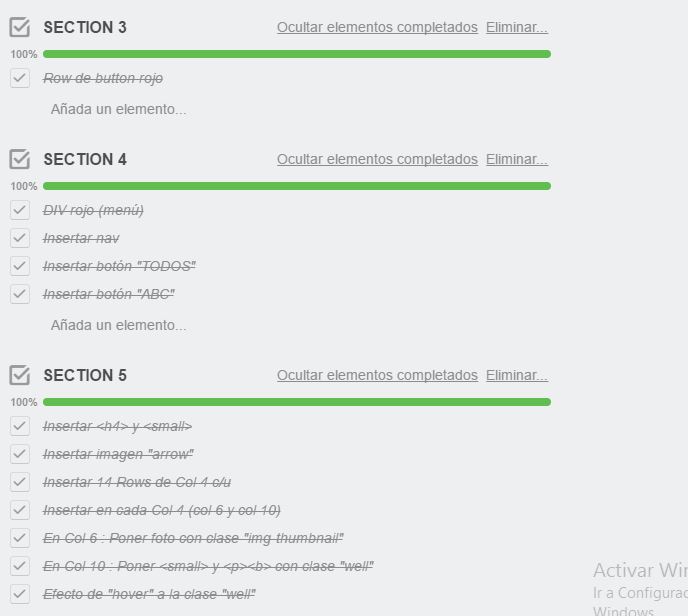 SECTION 3 Ocultar elementos completados Eliminar...
100%
Row de button rojo
Añada un elemento...
SECTION 4 Ocultar elementos completados Eliminar...
100%
DIV rojo (menú)
Insertar nav
Insertar botón "TODOS"
Insertar botón "ABC"
Añada un elemento...
SECTION 5 Ocultar elementos completados Eliminar...
100%
Insertar <h4> y <small>
Insertar imagen "arrow"
Insertar 14 Rows de Col 4 c/u
Insertar en cada Col 4 (col 6 y col 10)
En Col 6 : Poner foto con clase "img-thumbnail"
En Col 10 : Poner <small> y <p><b> con clase "well"
Efecto de "hover" a la clase "well"
Activar Win
Ir a Configurac
Windows.